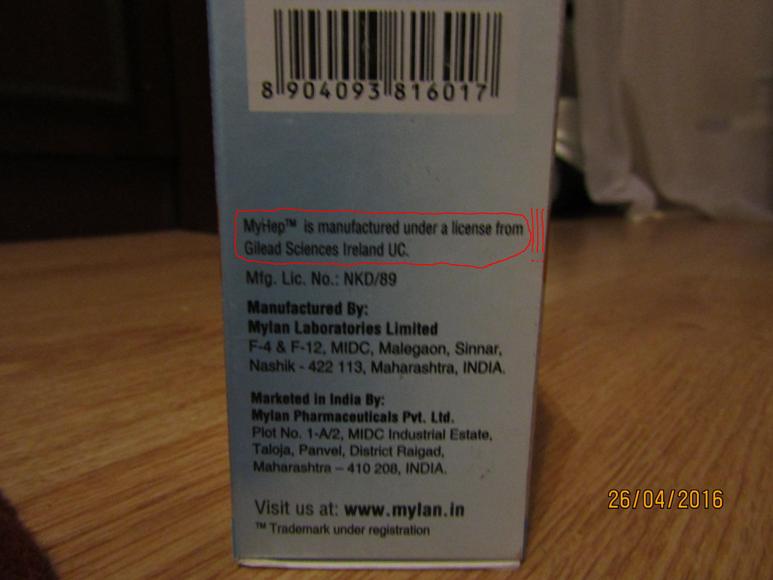 8 904093 816017
MyHep™ is manufactured under a license from
Gilead Sciences Ireland UC.
Mfg. Lic. No.: NKD/89
Manufactured By:
Mylan Laboratories Limited
F-4 & F-12, MIDC, Malegaon, Sinnar,
Nashik - 422 113, Maharashtra, INDIA.
Marketed in India By:
Mylan Pharmaceuticals Pvt. Ltd.
Plot No. 1-A/2, MIDC Industrial Estate,
Taloja, Panvel, District Raigad,
Maharashtra – 410 208, INDIA.
Visit us at: www.mylan.in
™ Trademark under registration
26/04/2016